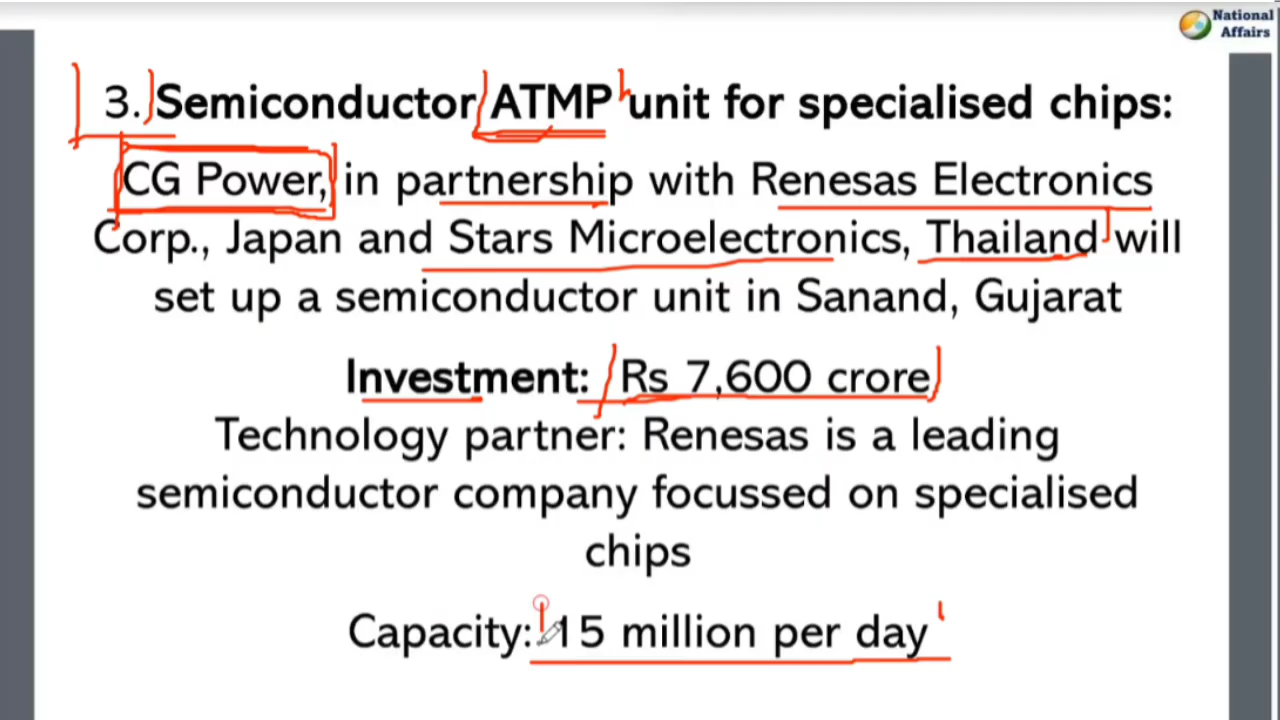 National
Affairs
3. Semiconductor ATMP unit for specialised chips:
CG Power, in partnership with Renesas Electronics
Corp., Japan and Stars Microelectronics, Thailand will
set up a semiconductor unit in Sanand, Gujarat
Investment: Rs 7,600 crore
Technology partner: Renesas is a leading
semiconductor company focussed on specialised
chips
Capacity: 15 million per day